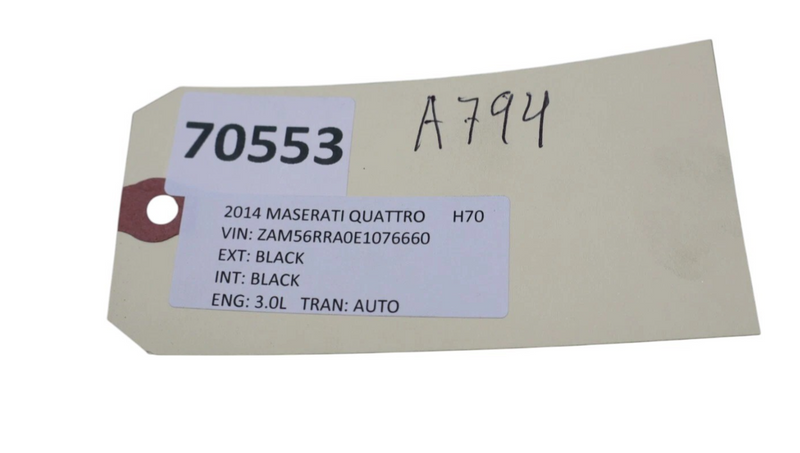 70553
A794
2014 MASERATI QUATTRO H70
VIN: ZAM56RRA0E1076660
EXT: BLACK
INT: BLACK
ENG: 3.0L TRAN: AUTO